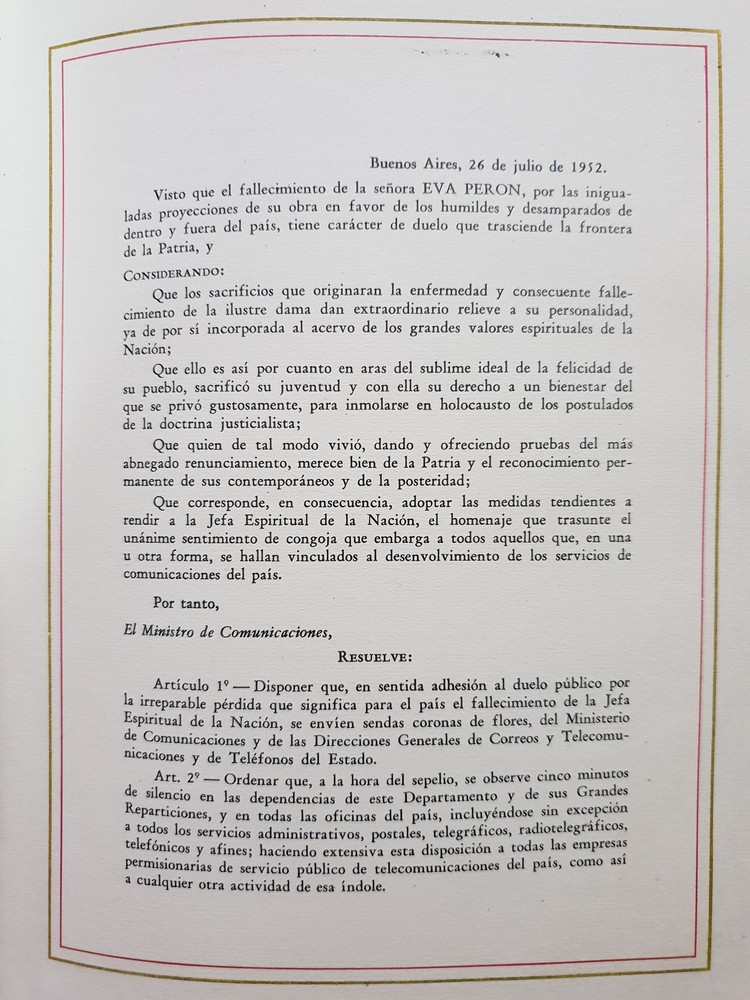 Buenos Aires, 26 de julio de 1952.
Visto que el fallecimiento de la señora EVA PERON, por las inigua-
ladas proyecciones de su obra en favor de los humildes y desamparados de
dentro y fuera del país, tiene carácter de duelo que trasciende la frontera
de la Patria, y
CONSIDERANDO:
Que los sacrificios que originaran la enfermedad y consecuente falle-
cimiento de la ilustre dama dan extraordinario relieve a su personalidad,
ya de por sí incorporada al acervo de los grandes valores espirituales de la
Nación;
Que ello es así por cuanto en aras del sublime ideal de la felicidad de
su pueblo, sacrificó su juventud y con ella su derecho a un bienestar del
que se privó gustosamente, para inmolarse en holocausto de los postulados
de la doctrina justicialista;
Que quien de tal modo vivió, dando y ofreciendo pruebas del más
abnegado renunciamiento, merece bien de la Patria y el reconocimiento per-
manente de sus contemporáneos y de la posteridad;
Que corresponde, en consecuencia, adoptar las medidas tendientes a
rendir a la Jefa Espiritual de la Nación, el homenaje que trasunte el
unánime sentimiento de congoja que embarga a todos aquellos que, en una
u otra forma, se hallan vinculados al desenvolvimiento de los servicios de
comunicaciones del país.
Por tanto,
El Ministro de Comunicaciones,
RESUELVE:
Artículo 1º — Disponer que, en sentida adhesión al duelo público por
la irreparable pérdida que significa para el país el fallecimiento de la Jefa
Espiritual de la Nación, se envíen sendas coronas de flores, del Ministerio
de Comunicaciones y de las Direcciones Generales de Correos y Telecomu-
nicaciones y de Teléfonos del Estado.
Art. 2º — Ordenar que, a la hora del sepelio, se observe cinco minutos
de silencio en las dependencias de este Departamento y de sus Grandes
Reparticiones, y en todas las oficinas del país, incluyéndose sin excepción
a todos los servicios administrativos, postales, telegráficos, radiotelegráficos,
telefónicos y afines; haciendo extensiva esta disposición a todas las empresas
permisionarias de servicio público de telecomunicaciones del país, como así
a cualquier otra actividad de esa índole.